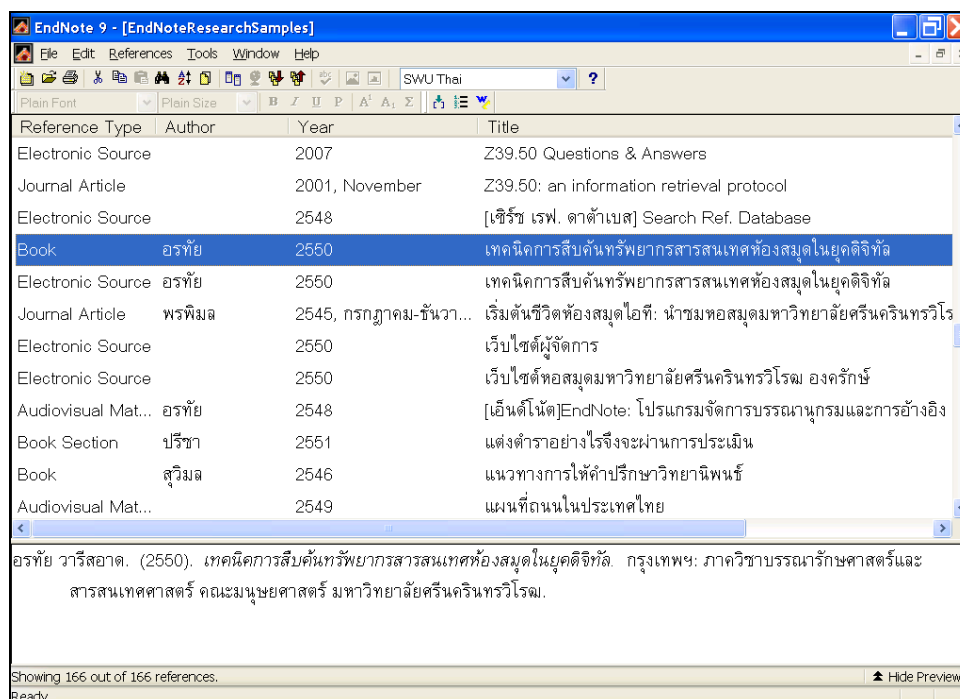 EndNote 9 - [EndNoteResearchSamples]
File Edit References Tools Window Help
SWU Thai ?
Plain Font Plain Size B I U P A¹ A₁ Σ
Reference Type Author Year Title
Electronic Source 2007 Z39.50 Questions & Answers
Journal Article 2001, November Z39.50: an information retrieval protocol
Electronic Source 2548 [เซิร์ช เรฟ. ดาต้าเบส] Search Ref. Database
Book อรทัย 2550 เทคนิคการสืบค้นทรัพยากรสารสนเทศห้องสมุดในยุคดิจิทัล
Electronic Source อรทัย 2550 เทคนิคการสืบค้นทรัพยากรสารสนเทศห้องสมุดในยุคดิจิทัล
Journal Article พรพิมล 2545, กรกฎาคม-ธันวา... เริ่มต้นชีวิตห้องสมุดไอที: นำชมหอสมุดมหาวิทยาลัยศรีนครินทรวิโร
Electronic Source 2550 เว็บไซต์ผู้จัดการ
Electronic Source 2550 เว็บไซต์หอสมุดมหาวิทยาลัยศรีนครินทรวิโรฒ องครักษ์
Audiovisual Mat... อรทัย 2548 [เอ็นด์โน้ต]EndNote: โปรแกรมจัดการบรรณานุกรมและการอ้างอิง
Book Section ปรีชา 2551 แต่งตำราอย่างไรจึงจะผ่านการประเมิน
Book สุวิมล 2546 แนวทางการให้คำปรึกษาวิทยานิพนธ์
Audiovisual Mat... 2549 แผนที่ถนนในประเทศไทย
อรทัย วารีสอาด. (2550). เทคนิคการสืบค้นทรัพยากรสารสนเทศห้องสมุดในยุคดิจิทัล. กรุงเทพฯ: ภาควิชาบรรณารักษศาสตร์และ
สารสนเทศศาสตร์ คณะมนุษยศาสตร์ มหาวิทยาลัยศรีนครินทรวิโรฒ.
Showing 166 out of 166 references. Hide Preview
Ready